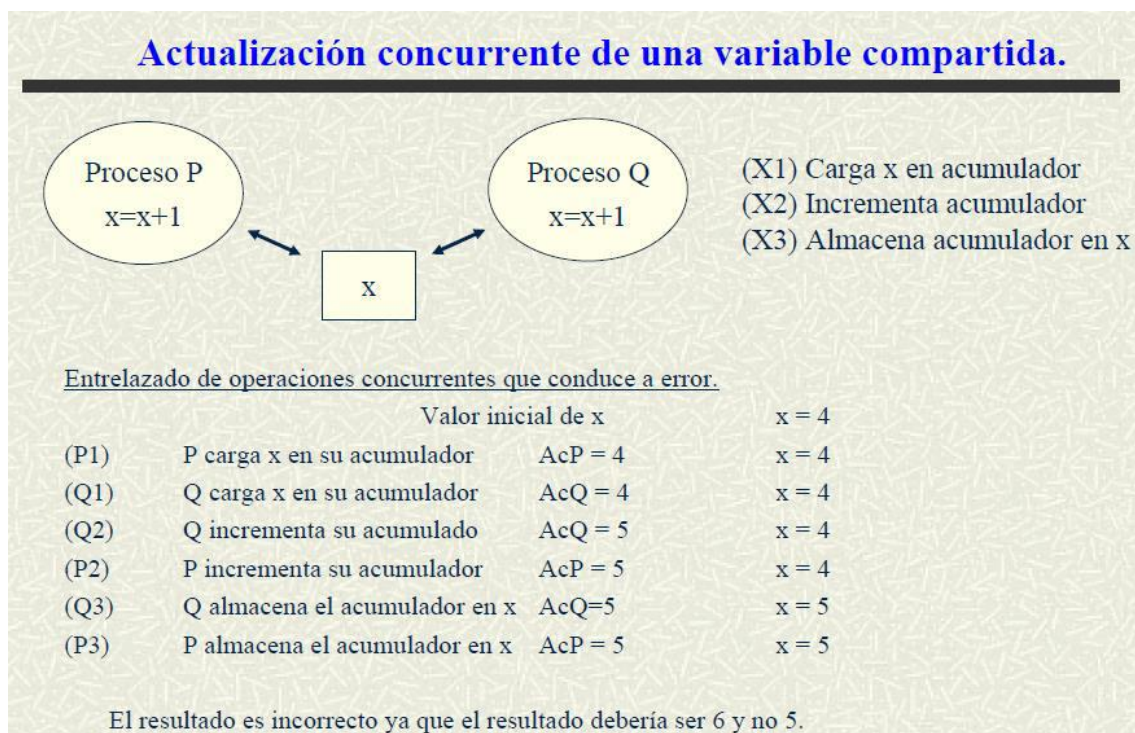 Actualización concurrente de una variable compartida.
Proceso P
x=x+1
Proceso Q
x=x+1
x
(X1) Carga x en acumulador
(X2) Incrementa acumulador
(X3) Almacena acumulador en x
Entrelazado de operaciones concurrentes que conduce a error.
Valor inicial de x x = 4
(P1) P carga x en su acumulador AcP = 4 x = 4
(Q1) Q carga x en su acumulador AcQ = 4 x = 4
(Q2) Q incrementa su acumulado AcQ = 5 x = 4
(P2) P incrementa su acumulador AcP = 5 x = 4
(Q3) Q almacena el acumulador en x AcQ=5 x = 5
(P3) P almacena el acumulador en x AcP = 5 x = 5
El resultado es incorrecto ya que el resultado debería ser 6 y no 5.